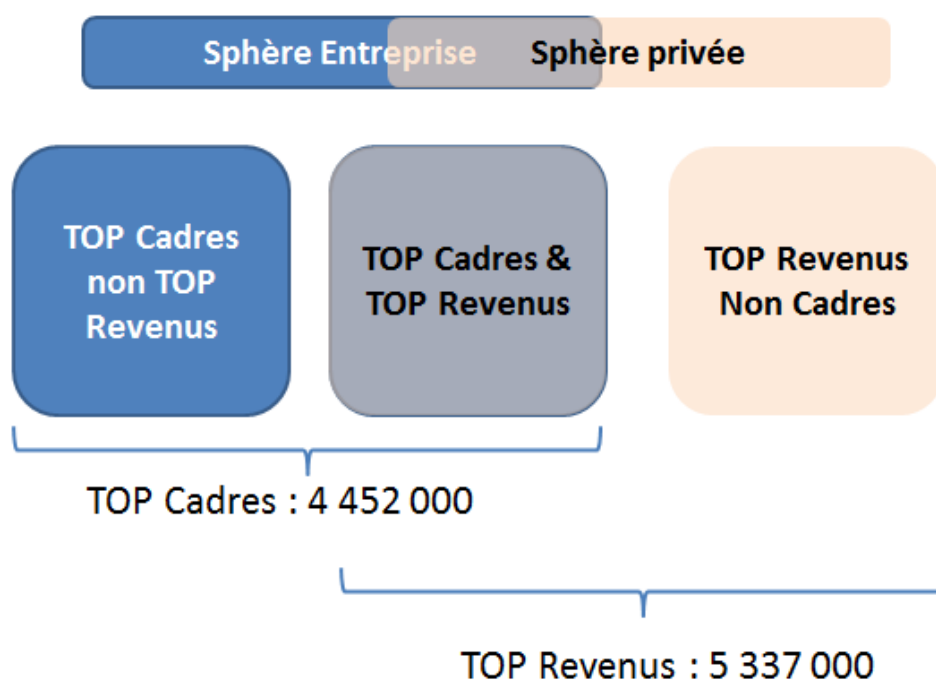 Sphère Entreprise Sphère privée
TOP Cadres
non TOP
Revenus
TOP Cadres &
TOP Revenus
TOP Revenus
Non Cadres
TOP Cadres : 4 452 000
TOP Revenus : 5 337 000